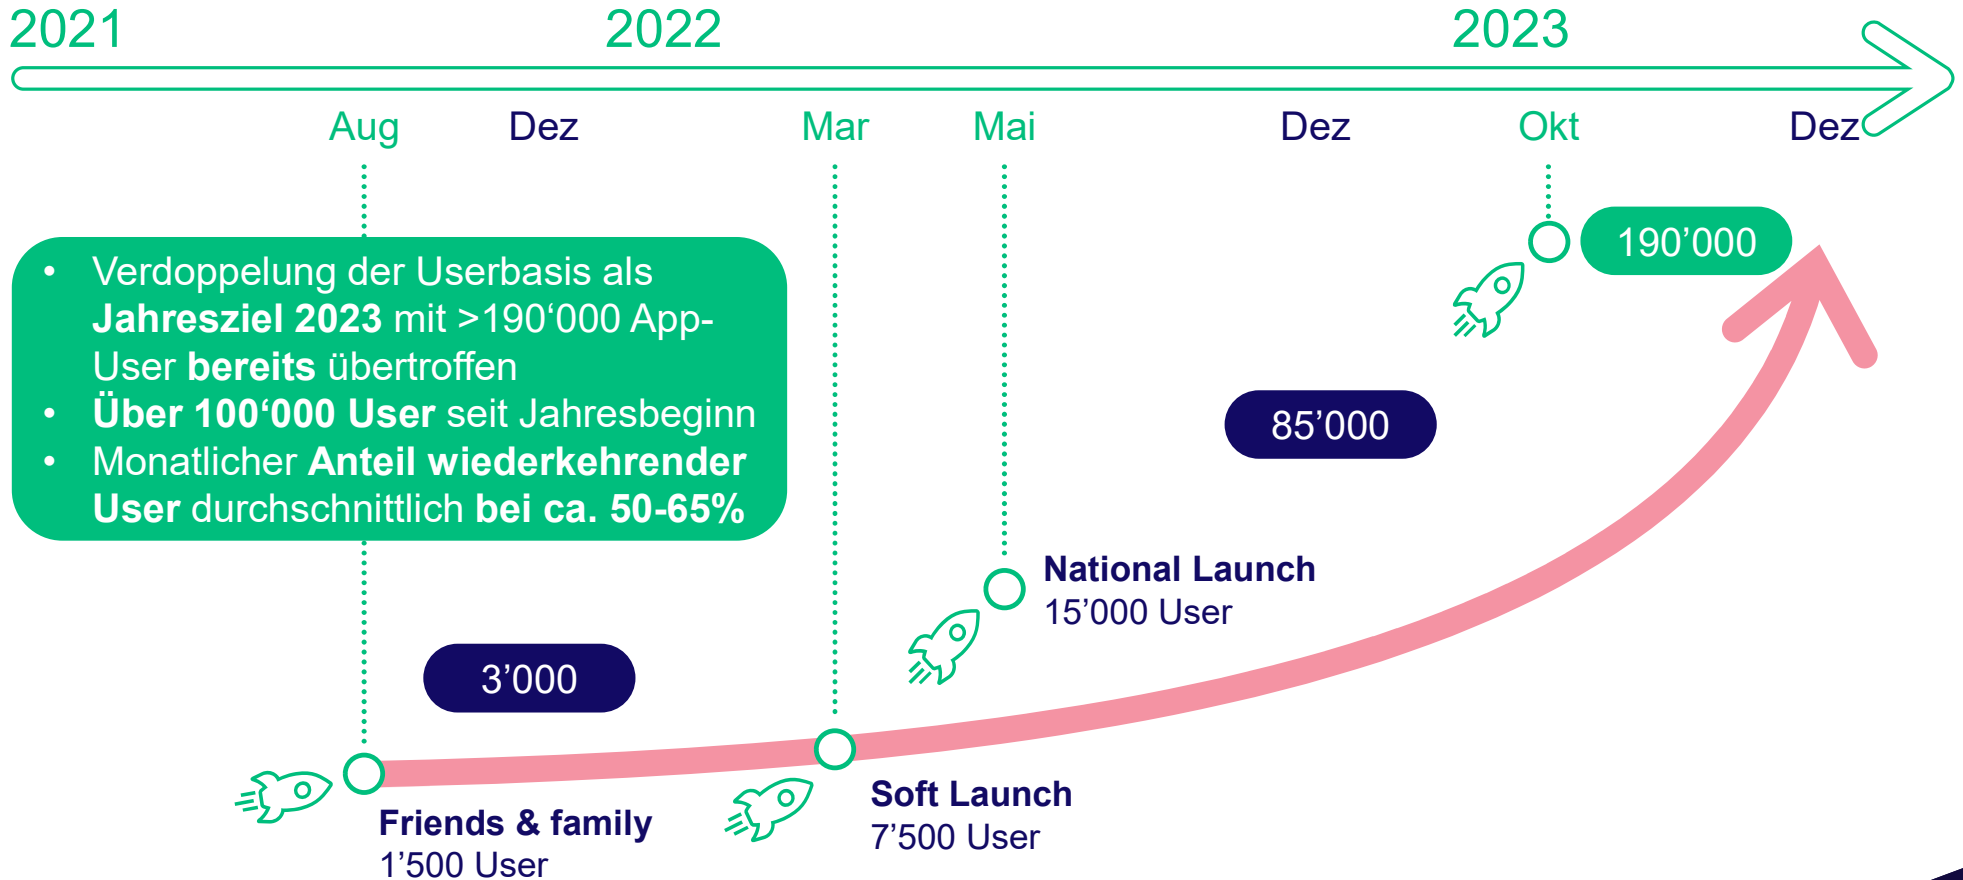 2021 2022 2023
Aug Dez Mar Mai Dez Okt Dez
190’000
• Verdoppelung der Userbasis als
Jahresziel 2023 mit >190‘000 App-
User bereits übertroffen
• Über 100‘000 User seit Jahresbeginn
• Monatlicher Anteil wiederkehrender
User durchschnittlich bei ca. 50-65%
85’000
National Launch
15’000 User
3’000
Soft Launch
7’500 User
Friends & family
1’500 User